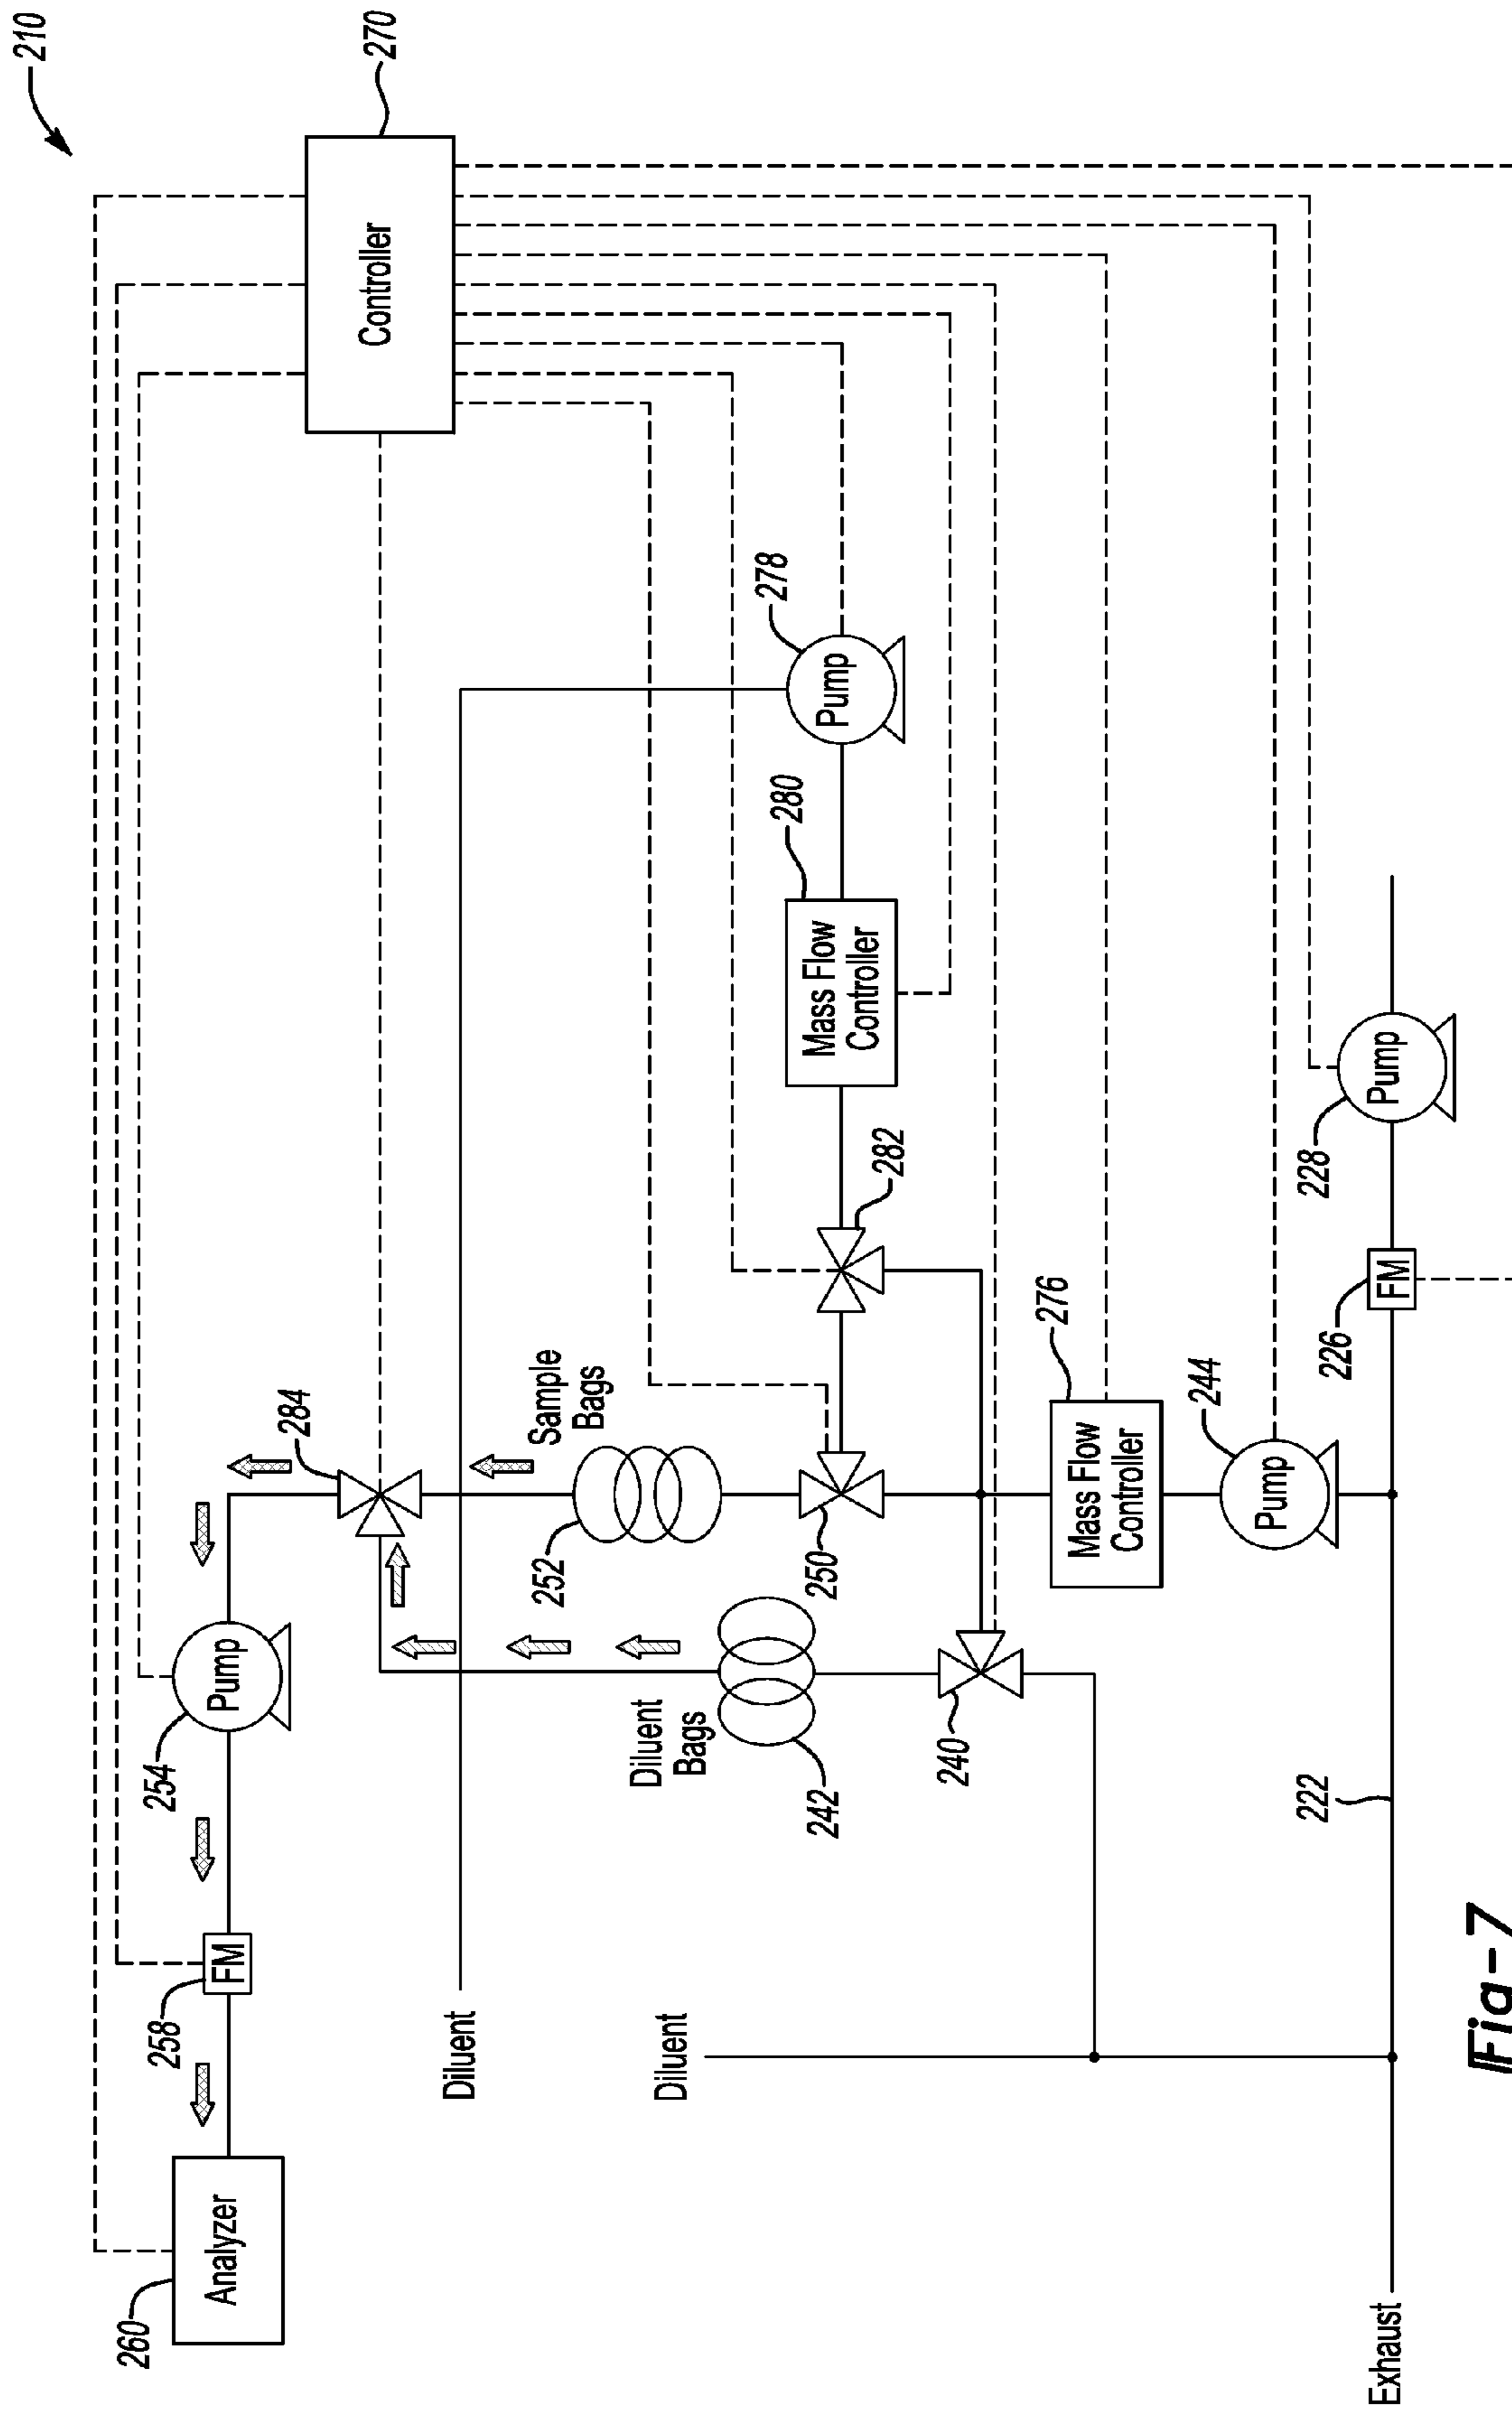 210
270
Controller
284
254
Pump
258
FM
260
Analyzer
Diluent
Sample
Bags
252
278
Pump
280
Mass Flow
Controller
282
250
Diluent
Bags
242
240
Diluent
276
Mass Flow
Controller
244
Pump
228
Pump
226
FM
222
Exhaust
Fig-7